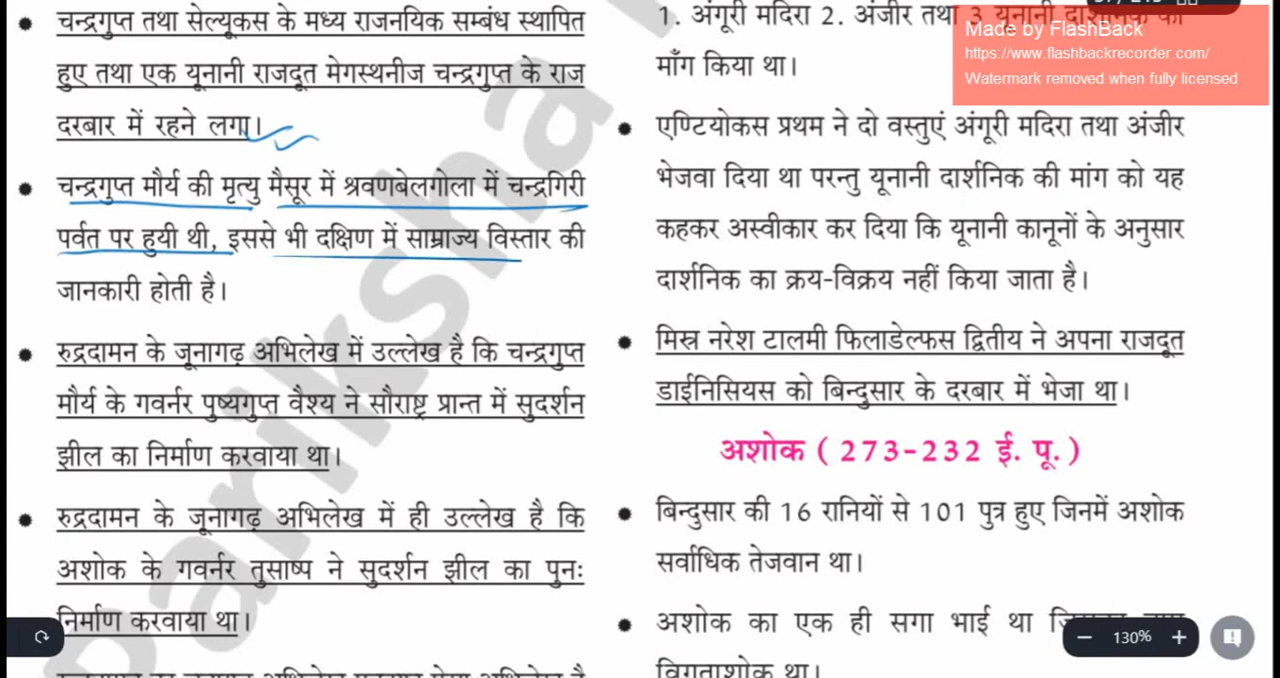 चन्द्रगुप्त तथा सेल्यूकस के मध्य राजनयिक सम्बंध स्थापित
हुए तथा एक यूनानी राजदूत मेगस्थनीज चन्द्रगुप्त के राज
दरबार में रहने लगा।
चन्द्रगुप्त मौर्य की मृत्यु मैसूर में श्रवणबेलगोला में चन्द्रगिरी
पर्वत पर हुयी थी, इससे भी दक्षिण में साम्राज्य विस्तार की
जानकारी होती है।
रुद्रदामन के जूनागढ़ अभिलेख में उल्लेख है कि चन्द्रगुप्त
मौर्य के गवर्नर पुष्यगुप्त वैश्य ने सौराष्ट्र प्रान्त में सुदर्शन
झील का निर्माण करवाया था।
रुद्रदामन के जूनागढ़ अभिलेख में ही उल्लेख है कि
अशोक के गवर्नर तुसाष्प ने सुदर्शन झील का पुनः
निर्माण करवाया था।
1. अंगूरी मदिरा 2. अंजीर तथा 3. यूनानी दार्शनिक की
माँग किया था।
एण्टियोकस प्रथम ने दो वस्तुएं अंगूरी मदिरा तथा अंजीर
भेजवा दिया था परन्तु यूनानी दार्शनिक की मांग को यह
कहकर अस्वीकार कर दिया कि यूनानी कानूनों के अनुसार
दार्शनिक का क्रय-विक्रय नहीं किया जाता है।
मिस्र नरेश टालमी फिलाडेल्फस द्वितीय ने अपना राजदूत
डाईनिसियस को बिन्दुसार के दरबार में भेजा था।
अशोक ( 273-232 ई. पू. )
बिन्दुसार की 16 रानियों से 101 पुत्र हुए जिनमें अशोक
सर्वाधिक तेजवान था।
अशोक का एक ही सगा भाई था
विगताशोक था।
Made by FlashBack
https://www.flashbackrecorder.com/
Watermark removed when fully licensed
130%
Pariksha